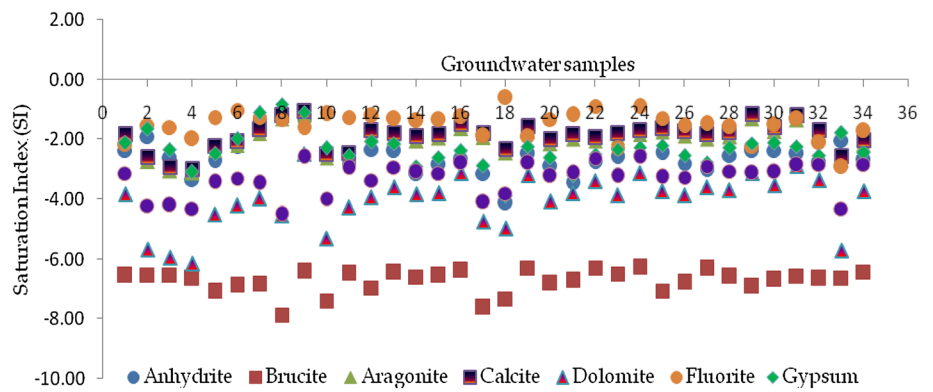 2.00
0.00
Groundwater samples
0 2 4 6 8 10 12 14 16 18 20 22 24 26 28 30 32 34 36
-2.00
-4.00
-6.00
-8.00
-10.00
Saturation Index, (SI)
Anhydrite Brucite Aragonite Calcite Dolomite Fluorite Gypsum